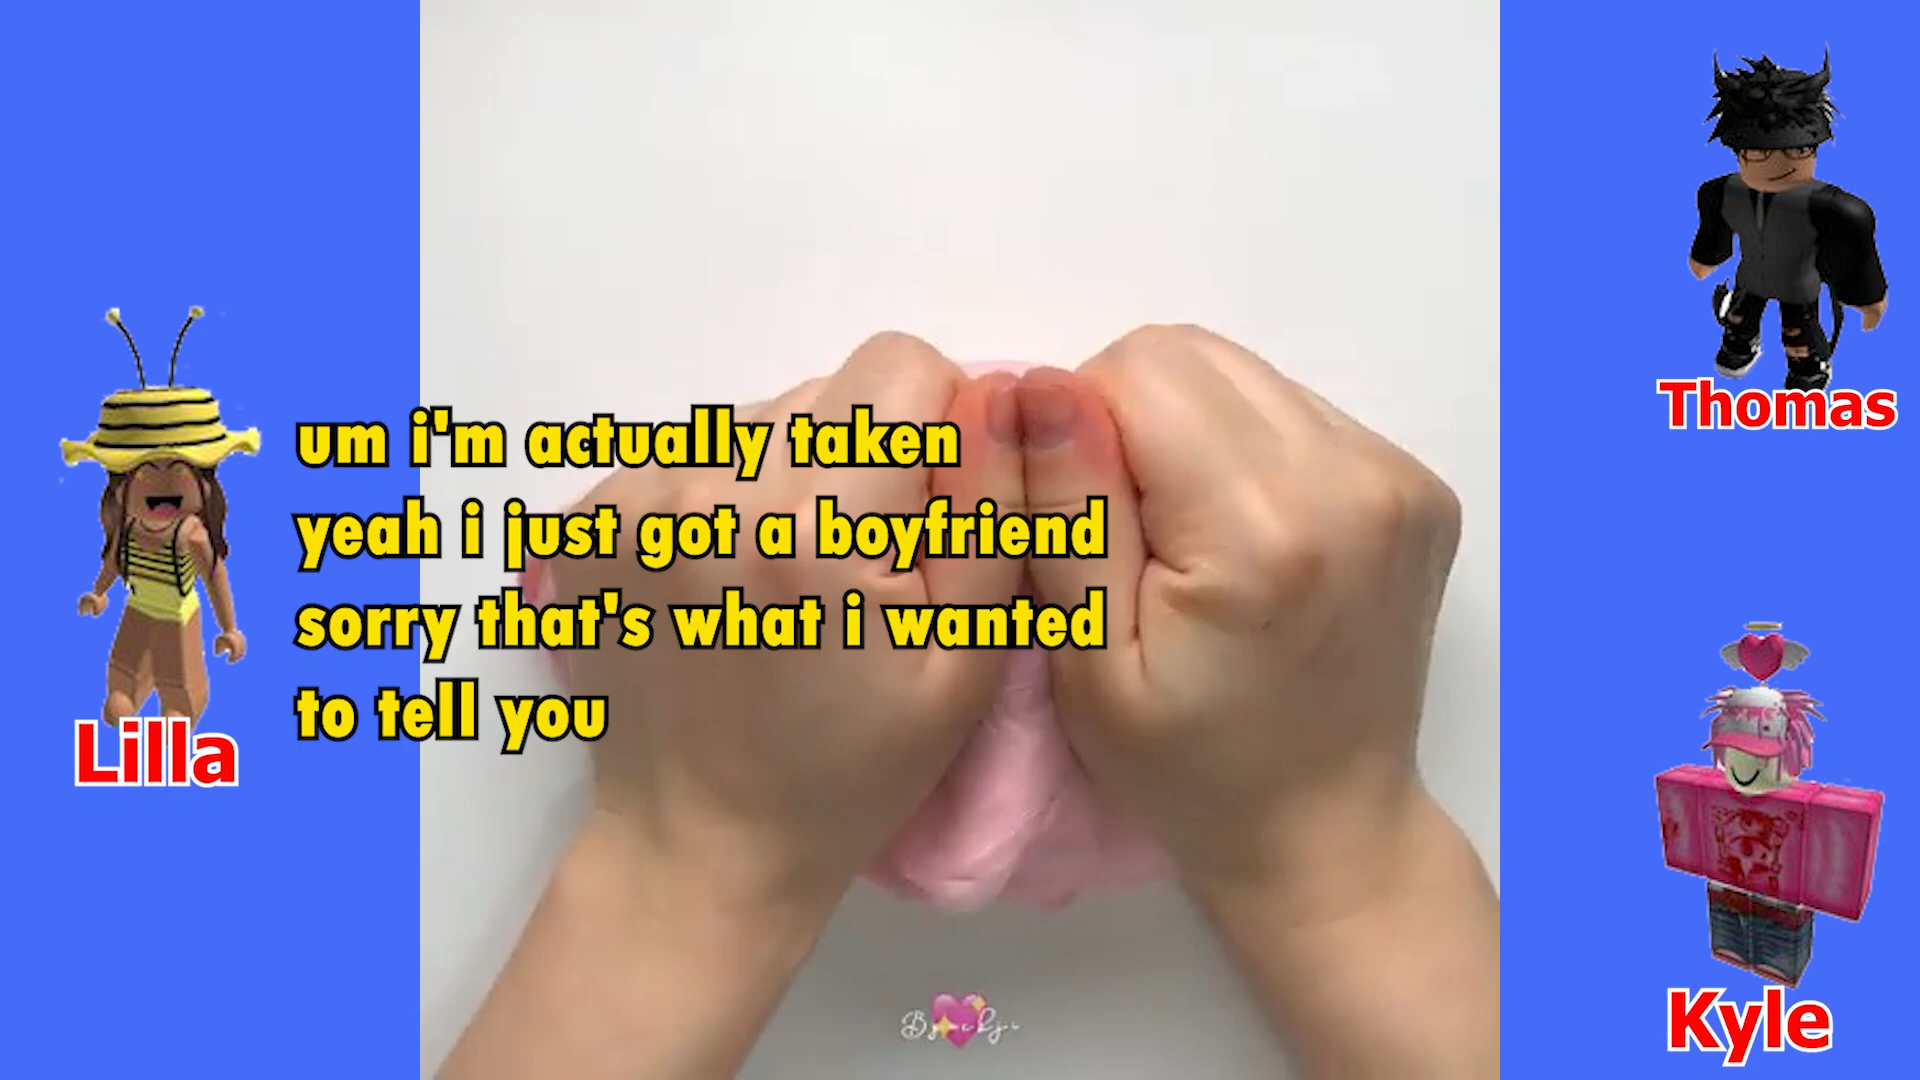 Thomas
um i'm actually taken
yeah i just got a boyfriend
sorry that's what i wanted
to tell you
Lilla
Kyle